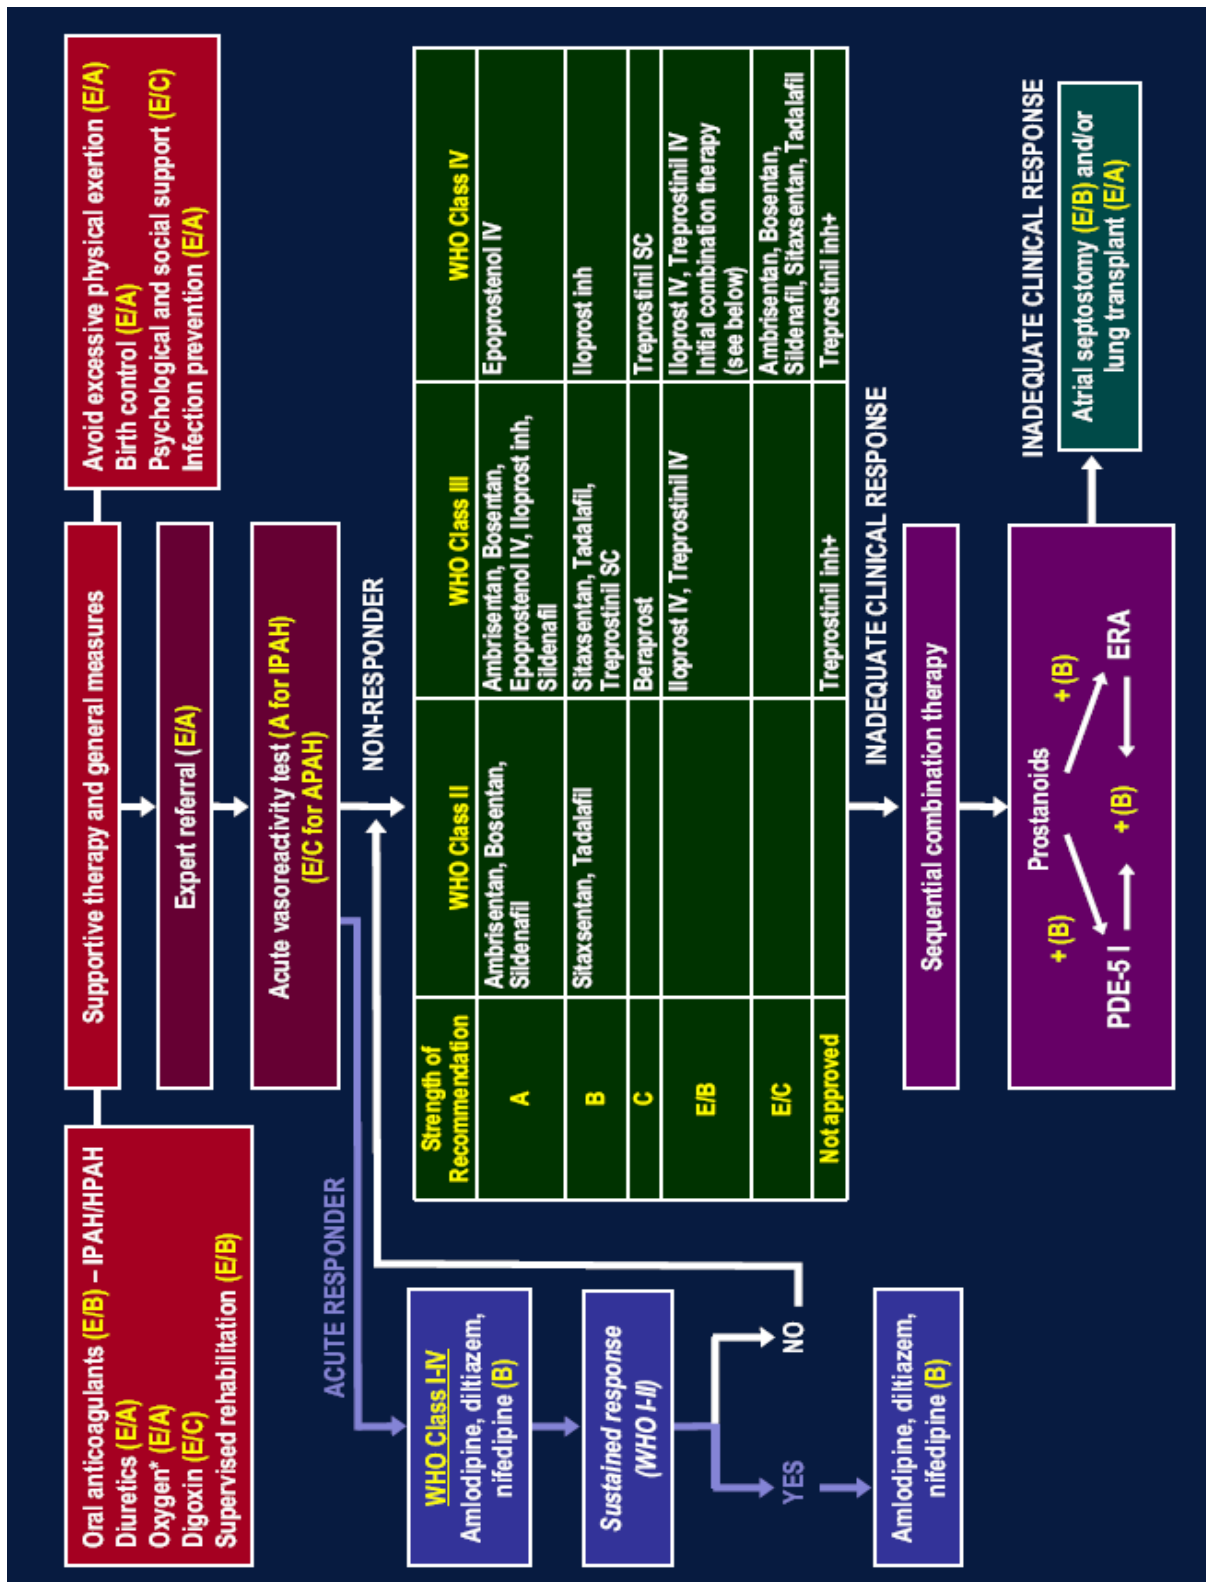 Oral anticoagulants (E/B) – IPAH/HPAH
Diuretics (E/A)
Oxygen* (E/A)
Digoxin (E/C)
Supervised rehabilitation (E/B)
Supportive therapy and general measures
Avoid excessive physical exertion (E/A)
Birth control (E/A)
Psychological and social support (E/C)
Infection prevention (E/A)
Expert referral (E/A)
Acute vasoreactivity test (A for IPAH)
(E/C for APAH)
ACUTE RESPONDER
NON-RESPONDER
WHO Class I-IV
Amlodipine, diltiazem,
nifedipine (B)
Sustained response
(WHO I-II)
YES
NO
Amlodipine, diltiazem,
nifedipine (B)
Strength of
Recommendation
WHO Class II
WHO Class III
WHO Class IV
A
Ambrisentan, Bosentan,
Sildenafil
Ambrisentan, Bosentan,
Epoprostenol IV, Iloprost inh,
Sildenafil
Epoprostenol IV
B
Sitaxsentan, Tadalafil
Sitaxsentan, Tadalafil,
Treprostinil SC
Iloprost inh
C
Beraprost
Treprostinil SC
E/B
Iloprost IV, Treprostinil IV
Iloprost IV, Treprostinil IV
Initial combination therapy
(see below)
E/C
Ambrisentan, Bosentan,
Sildenafil, Sitaxsentan, Tadalafil
Not approved
Treprostinil inh+
Treprostinil inh+
INADEQUATE CLINICAL RESPONSE
Sequential combination therapy
Prostanoids
+ (B)
+ (B)
PDE-5 I
+ (B)
ERA
INADEQUATE CLINICAL RESPONSE
Atrial septostomy (E/B) and/or
lung transplant (E/A)